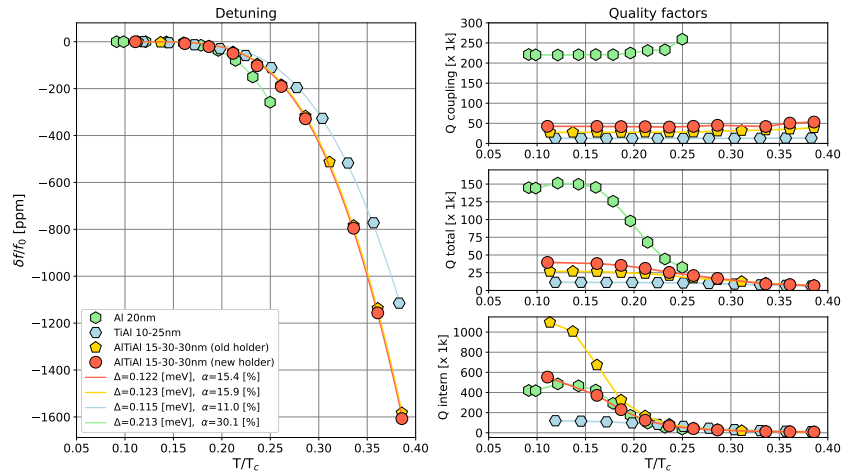 Detuning
0
−200
−400
−600
−800
−1000
−1200
−1400
−1600
δf/f0 [ppm]
Al 20nm
TiAl 10-25nm
AlTiAl 15-30-30nm (old holder)
AlTiAl 15-30-30nm (new holder)
Δ=0.122 [meV], α=15.4 [%]
Δ=0.123 [meV], α=15.9 [%]
Δ=0.115 [meV], α=11.0 [%]
Δ=0.213 [meV], α=30.1 [%]
0.05 0.10 0.15 0.20 0.25 0.30 0.35 0.40
T/Tc
Quality factors
Q coupling [x 1k]
300
250
200
150
100
50
0
0.05 0.10 0.15 0.20 0.25 0.30 0.35 0.40
Q total [x 1k]
150
125
100
75
50
25
0
0.05 0.10 0.15 0.20 0.25 0.30 0.35 0.40
Q intern [x 1k]
1000
800
600
400
200
0
0.05 0.10 0.15 0.20 0.25 0.30 0.35 0.40
T/Tc